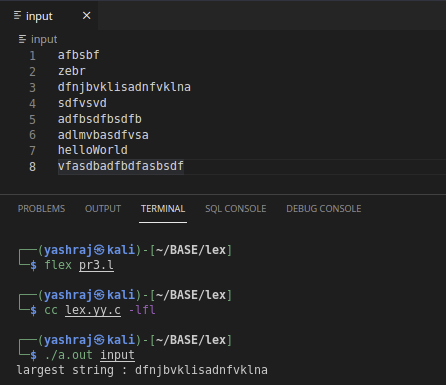 input ×
input
1 afbsbf
2 zebr
3 dfnjbvklisadnfvklna
4 sdfvsvd
5 adfbsdfbsdfb
6 adlmvbasdfvsa
7 helloWorld
8 vfasdbadfbdfasbsdf
PROBLEMS OUTPUT TERMINAL SQL CONSOLE DEBUG CONSOLE
┌──(yashraj㉿kali)-[~/BASE/lex]
└─$ flex pr3.l
┌──(yashraj㉿kali)-[~/BASE/lex]
└─$ cc lex.yy.c -lfl
┌──(yashraj㉿kali)-[~/BASE/lex]
└─$ ./a.out input
largest string : dfnjbvklisadnfvklna